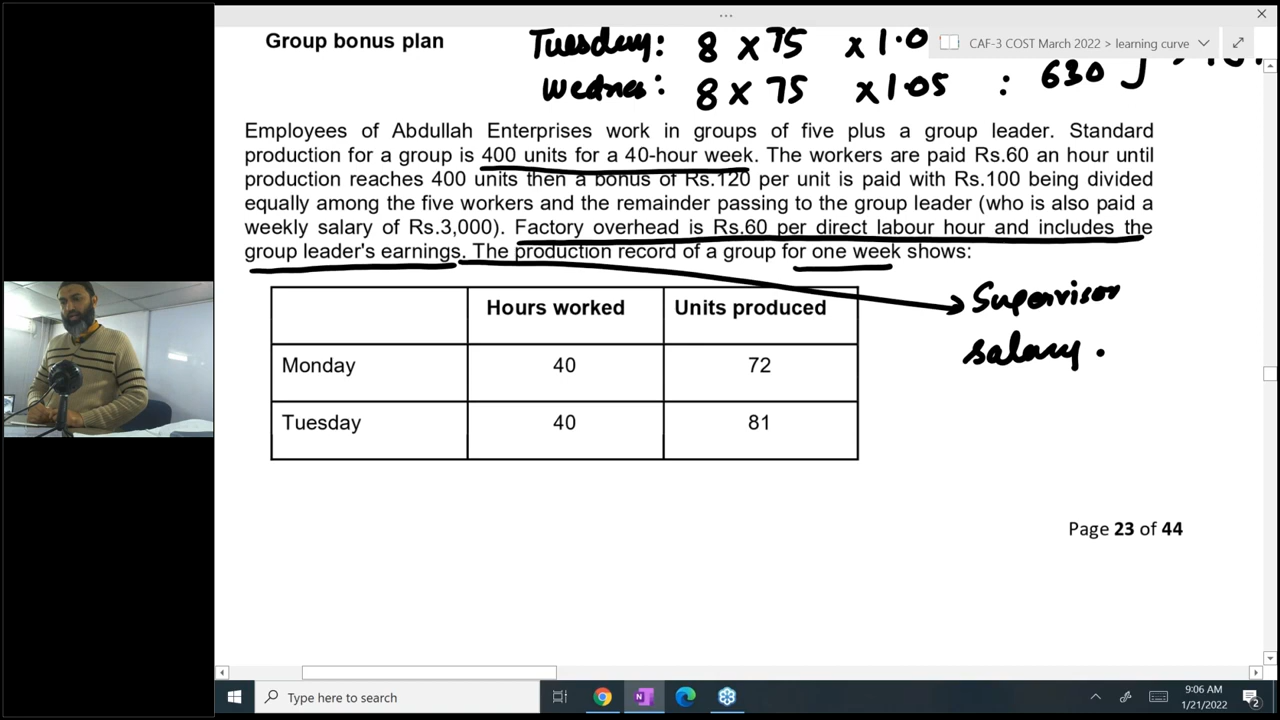 ...
Group bonus plan
Tuesday: 8 × 75 × 1.0
CAF-3 COST March 2022 > learning curve
Wednes: 8 × 75 × 1.05 : 630
Employees of Abdullah Enterprises work in groups of five plus a group leader. Standard
production for a group is 400 units for a 40-hour week. The workers are paid Rs.60 an hour until
production reaches 400 units then a bonus of Rs.120 per unit is paid with Rs.100 being divided
equally among the five workers and the remainder passing to the group leader (who is also paid a
weekly salary of Rs.3,000). Factory overhead is Rs.60 per direct labour hour and includes the
group leader's earnings. The production record of a group for one week shows:
Supervisor
salary.
Hours worked Units produced
Monday 40 72
Tuesday 40 81
Page 23 of 44
Type here to search
9:06 AM
1/21/2022
2